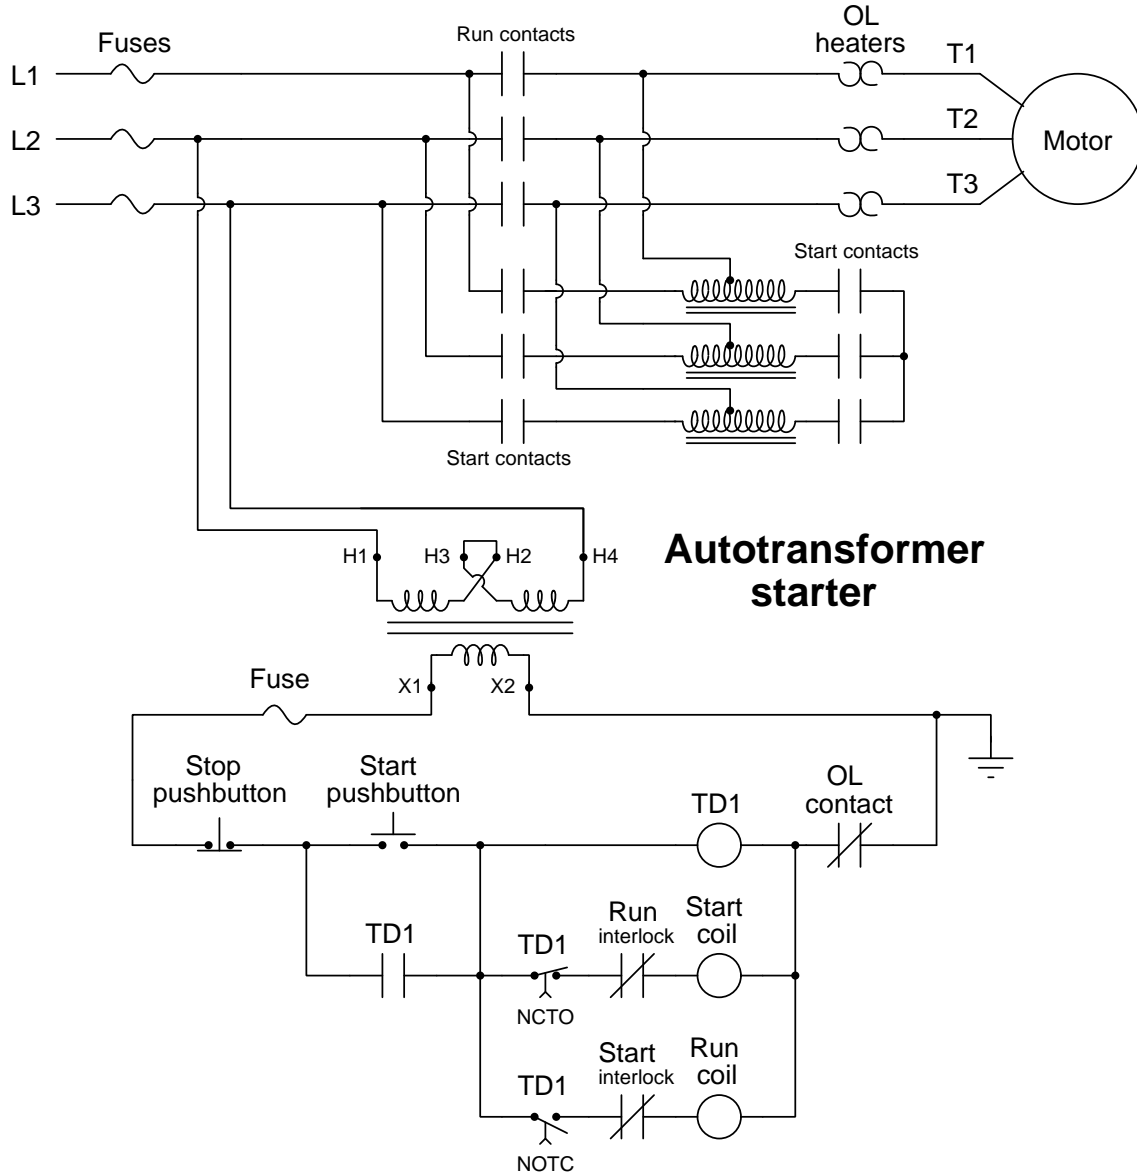 Fuses
Run contacts
OL
heaters
L1
T1
L2
T2
Motor
L3
T3
Start contacts
Start contacts
H1
H3
H2
H4
Autotransformer
starter
X1
X2
Fuse
Stop
pushbutton
Start
pushbutton
TD1
OL
contact
TD1
TD1
NCTO
Run
interlock
Start
coil
TD1
NOTC
Start
interlock
Run
coil